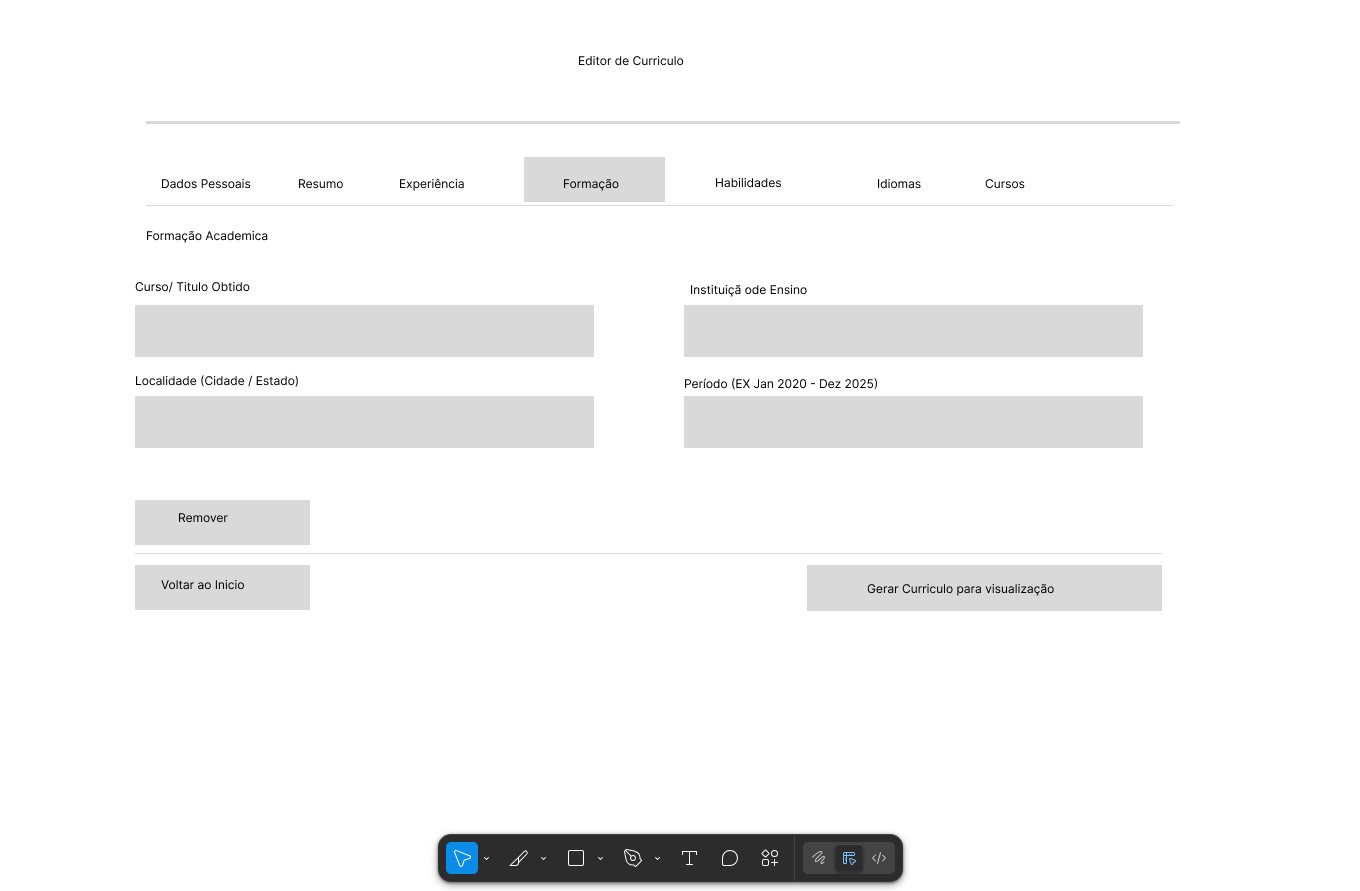 Editor de Curriculo
Dados Pessoais
Resumo
Experiência
Formação
Habilidades
Idiomas
Cursos
Formação Academica
Curso/ Titulo Obtido
Instituiçã ode Ensino
Localidade (Cidade / Estado)
Período (EX Jan 2020 - Dez 2025)
Remover
Voltar ao Inicio
Gerar Curriculo para visualização